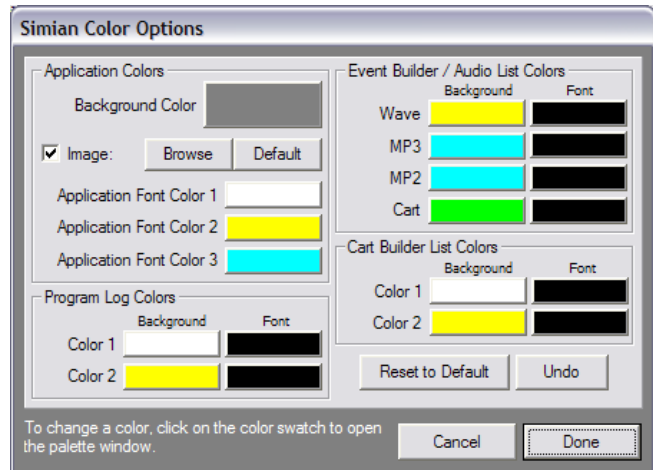 Simian Color Options
Application Colors
Background Color
Image:
Browse
Default
Application Font Color 1
Application Font Color 2
Application Font Color 3
Program Log Colors
Background Font
Color 1
Color 2
Event Builder / Audio List Colors
Background Font
Wave
MP3
MP2
Cart
Cart Builder List Colors
Background Font
Color 1
Color 2
Reset to Default
Undo
To change a color, click on the color swatch to open
the palette window.
Cancel
Done